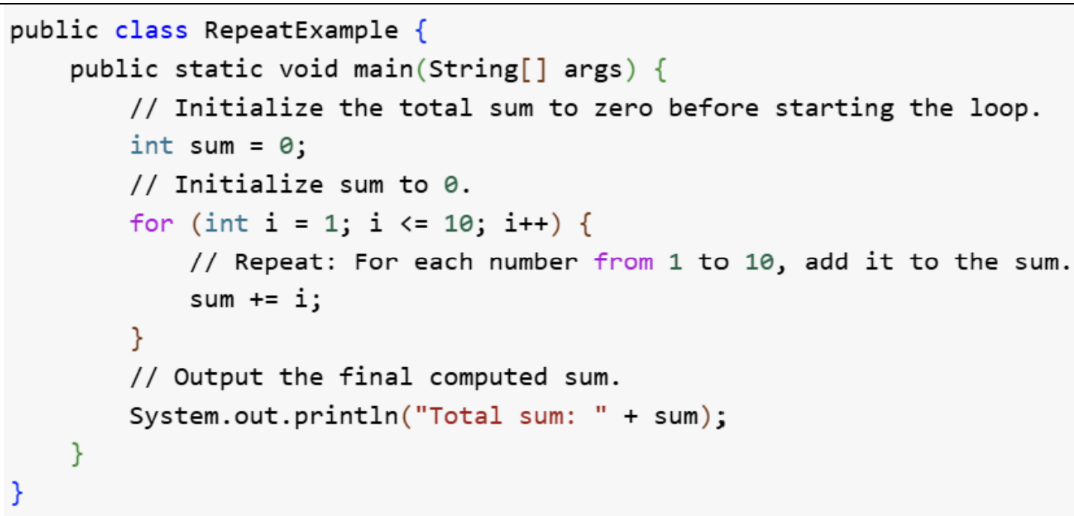 public class RepeatExample {
    public static void main(String[] args) {
        // Initialize the total sum to zero before starting the loop.
        int sum = 0;
        // Initialize sum to 0.
        for (int i = 1; i <= 10; i++) {
            // Repeat: For each number from 1 to 10, add it to the sum.
            sum += i;
        }
        // Output the final computed sum.
        System.out.println("Total sum: " + sum);
    }
}